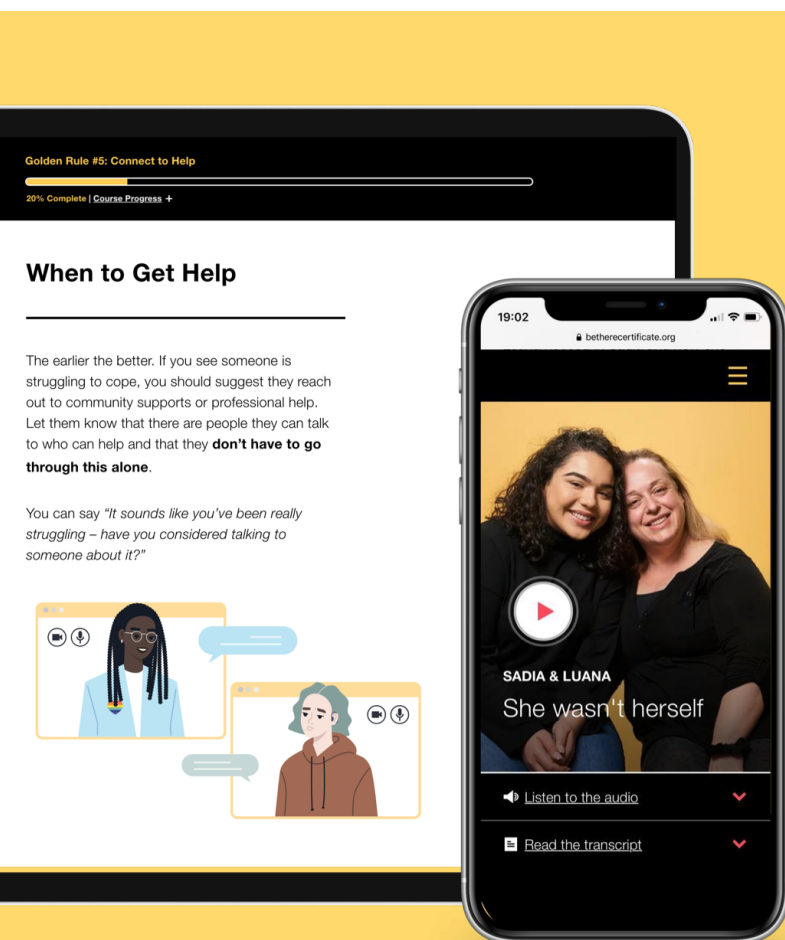 Golden Rule #5: Connect to Help
20% Complete | Course Progress +
When to Get Help
The earlier the better. If you see someone is
struggling to cope, you should suggest they reach
out to community supports or professional help.
Let them know that there are people they can talk
to who can help and that they don’t have to go
through this alone.
You can say “It sounds like you’ve been really
struggling – have you considered talking to
someone about it?”
19:02
betherecertificate.org
SADIA & LUANA
She wasn't herself
Listen to the audio
Read the transcript